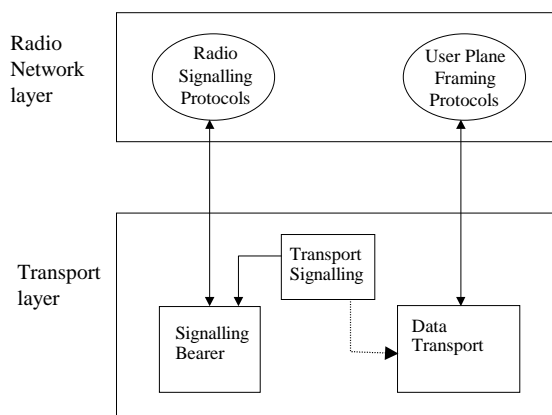 Radio
Network
layer
Radio
Signalling
Protocols
User Plane
Framing
Protocols
Transport
layer
Transport
Signalling
Signalling
Bearer
Data
Transport